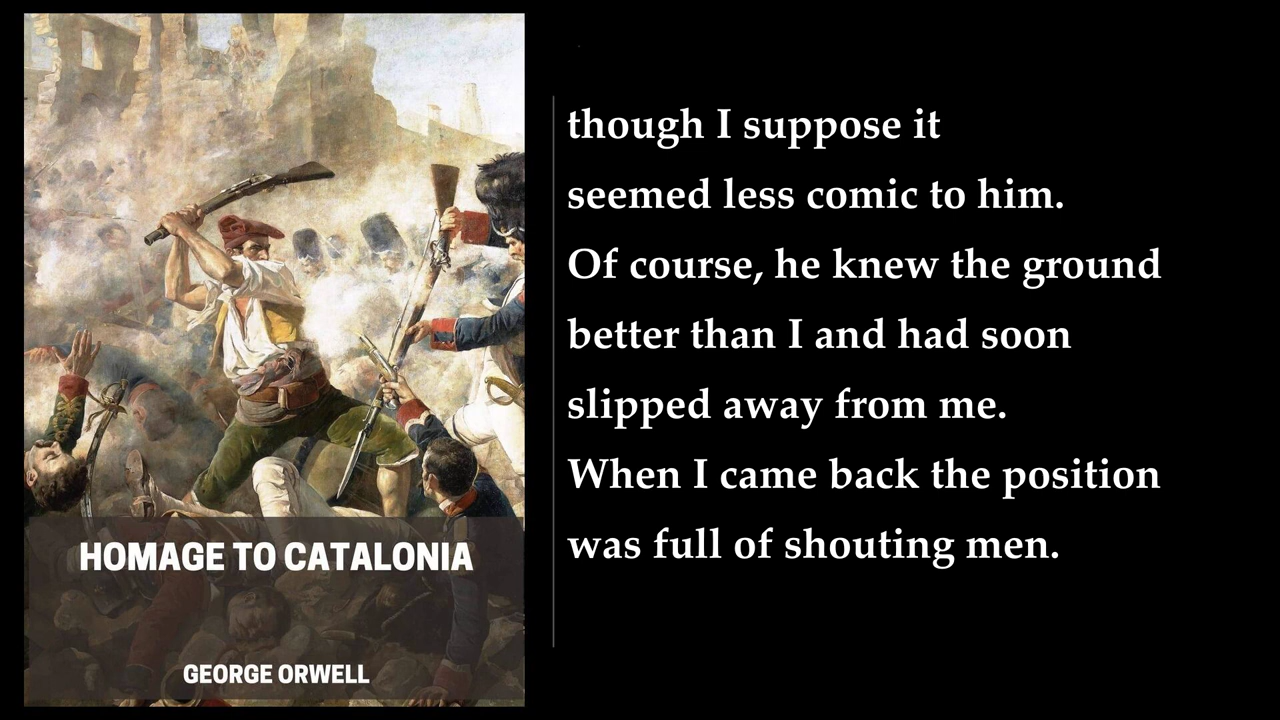 HOMAGE TO CATALONIA
GEORGE ORWELL
though I suppose it
seemed less comic to him.
Of course, he knew the ground
better than I and had soon
slipped away from me.
When I came back the position
was full of shouting men.